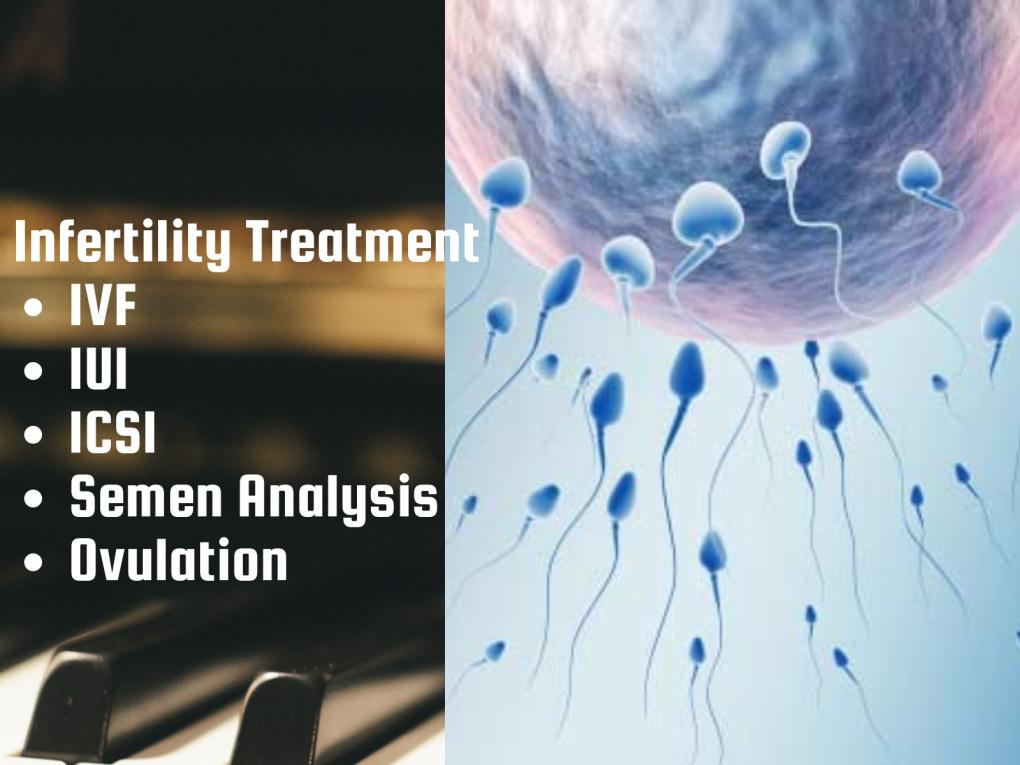 Infertility Treatment
• IVF
• IUI
• ICSI
• Semen Analysis
• Ovulation